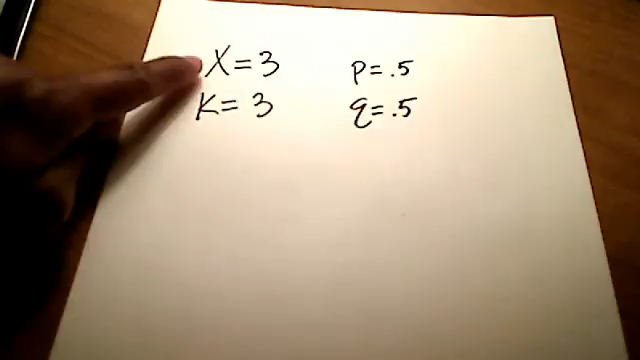 X = 3 p = .5
K = 3 q = .5